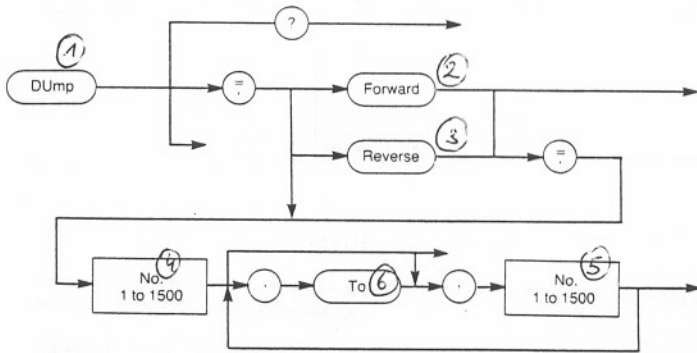 ?
1
DUmp
=
,
Forward
2
Reverse
3
=
,
No.
1 to 1500
4
,
To
6
,
No.
1 to 1500
5